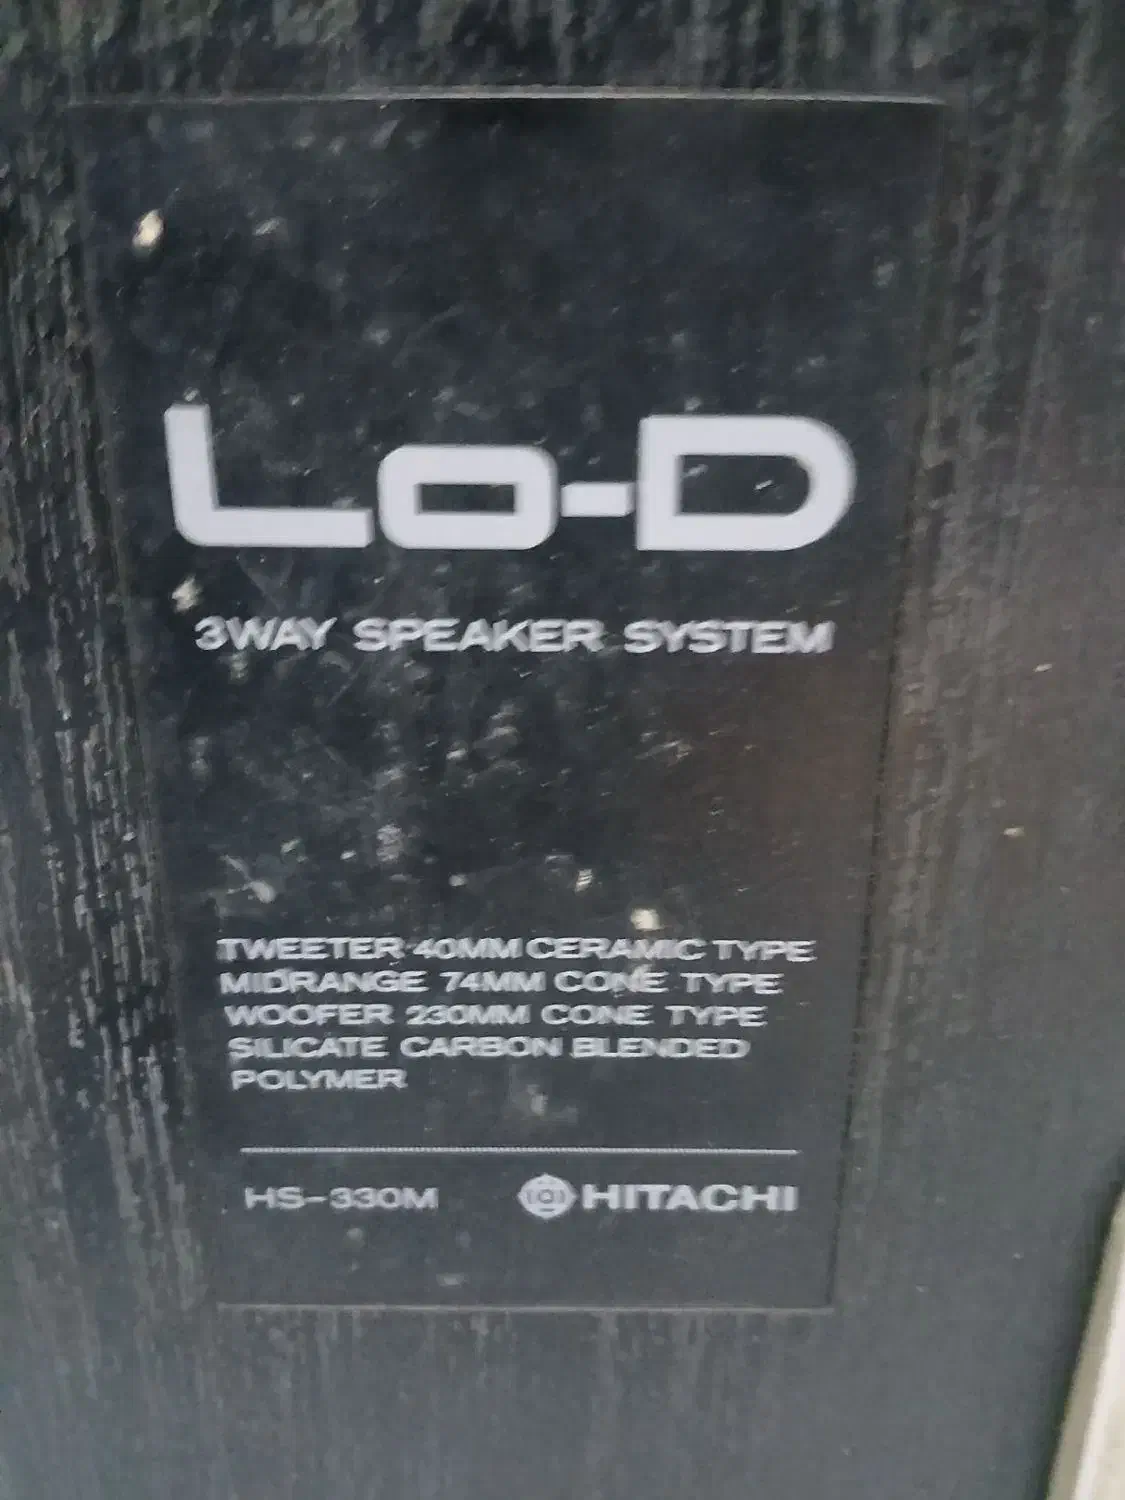 Lo-D
3WAY SPEAKER SYSTEM
TWEETER 40MM CERAMIC TYPE
MIDRANGE 74MM CONE TYPE
WOOFER 230MM CONE TYPE
SILICATE CARBON BLENDED
POLYMER
HS-330M HITACHI